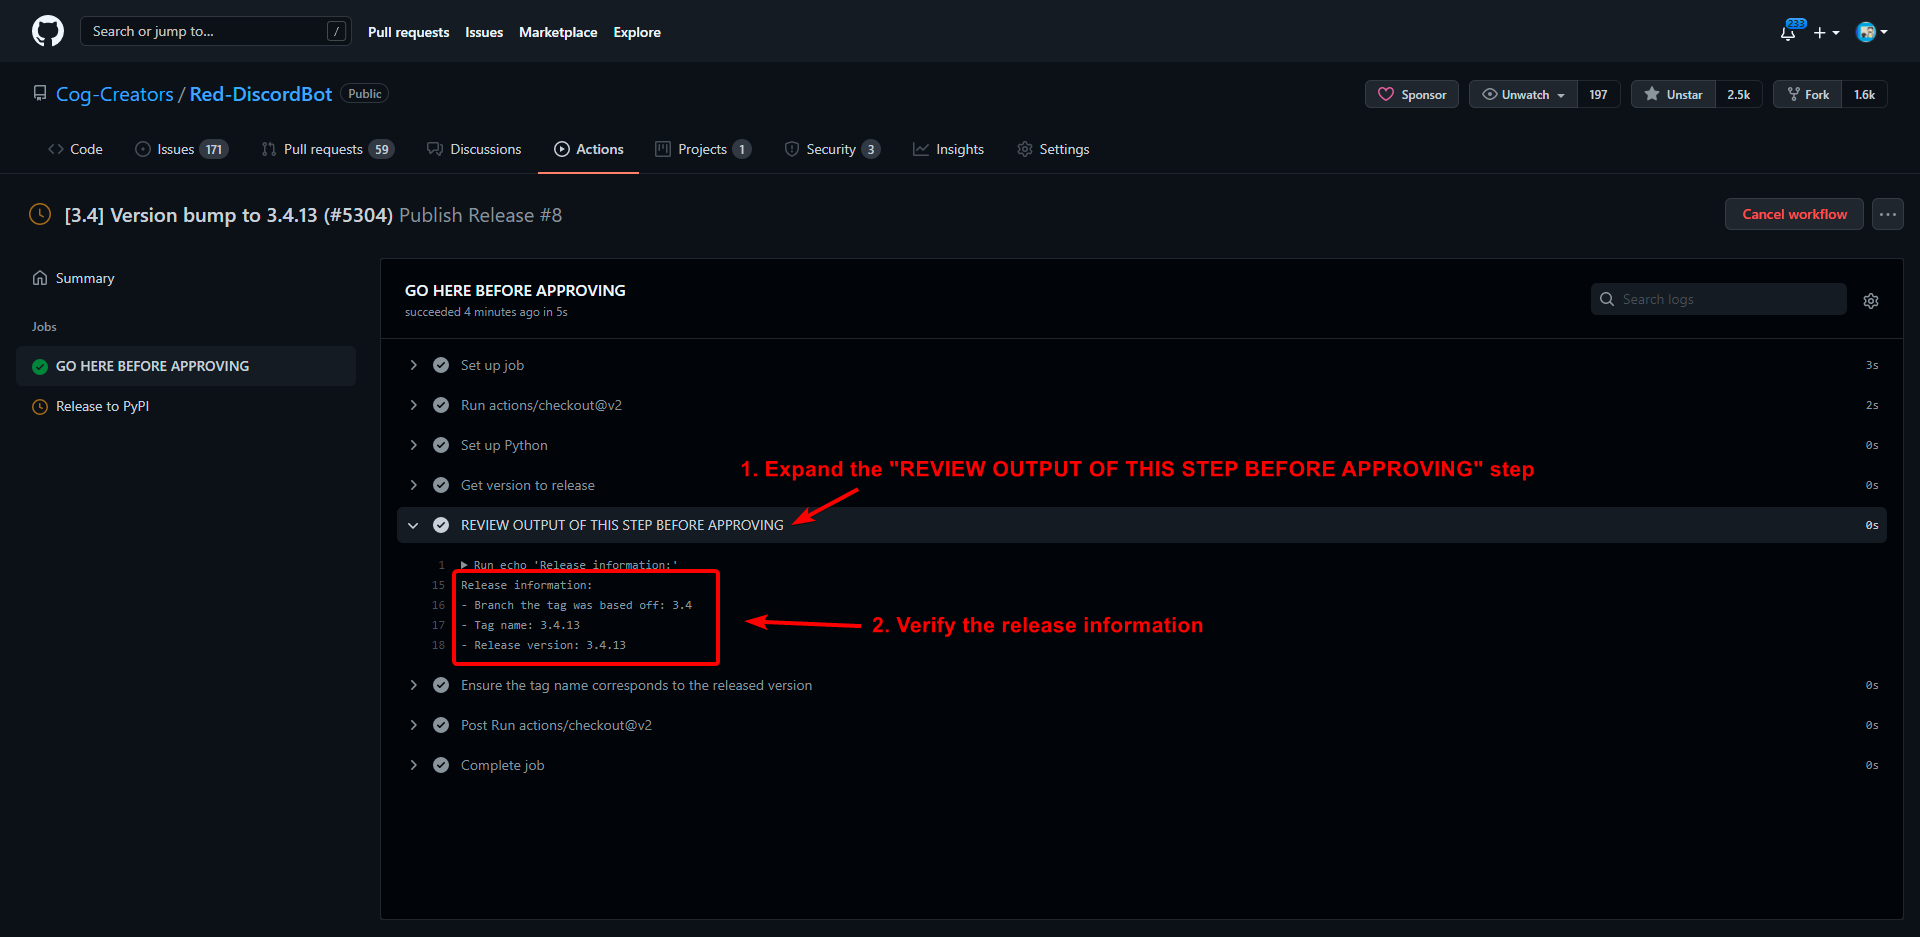 Search or jump to... /
Pull requests Issues Marketplace Explore
233
Cog-Creators / Red-DiscordBot Public
Sponsor Unwatch 197 Unstar 2.5k Fork 1.6k
Code Issues 171 Pull requests 59 Discussions Actions Projects 1 Security 3 Insights Settings
[3.4] Version bump to 3.4.13 (#5304) Publish Release #8
Cancel workflow
Summary
Jobs
GO HERE BEFORE APPROVING
Release to PyPI
GO HERE BEFORE APPROVING
succeeded 4 minutes ago in 5s
Search logs
Set up job 3s
Run actions/checkout@v2 2s
Set up Python 0s
1. Expand the "REVIEW OUTPUT OF THIS STEP BEFORE APPROVING" step
Get version to release 0s
REVIEW OUTPUT OF THIS STEP BEFORE APPROVING 0s
1 Run echo 'Release information:'
15 Release information:
16 - Branch the tag was based off: 3.4
17 - Tag name: 3.4.13
18 - Release version: 3.4.13
2. Verify the release information
Ensure the tag name corresponds to the released version 0s
Post Run actions/checkout@v2 0s
Complete job 0s